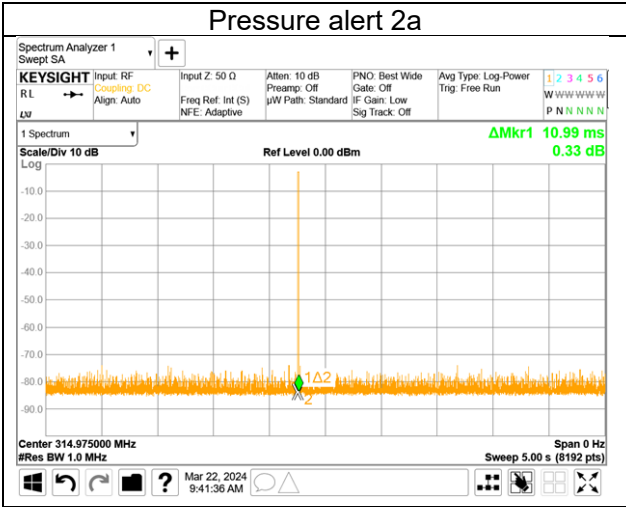 Pressure alert 2a
Spectrum Analyzer 1
Swept SA
+
KEYSIGHT
RL
LXI
Input: RF
Coupling: DC
Align: Auto
Input Z: 50 Ω
Freq Ref: Int (S)
NFE: Adaptive
Atten: 10 dB
Preamp: Off
µW Path: Standard
PNO: Best Wide
Gate: Off
IF Gain: Low
Sig Track: Off
Avg Type: Log-Power
Trig: Free Run
1 2 3 4 5 6
W W W W W W
P N N N N N
1 Spectrum
ΔMkr1 10.99 ms
0.33 dB
Scale/Div 10 dB
Ref Level 0.00 dBm
Log
-10.0
-20.0
-30.0
-40.0
-50.0
-60.0
-70.0
-80.0
-90.0
1Δ2
2
Center 314.975000 MHz
Span 0 Hz
#Res BW 1.0 MHz
Sweep 5.00 s (8192 pts)
?
Mar 22, 2024
9:41:36 AM